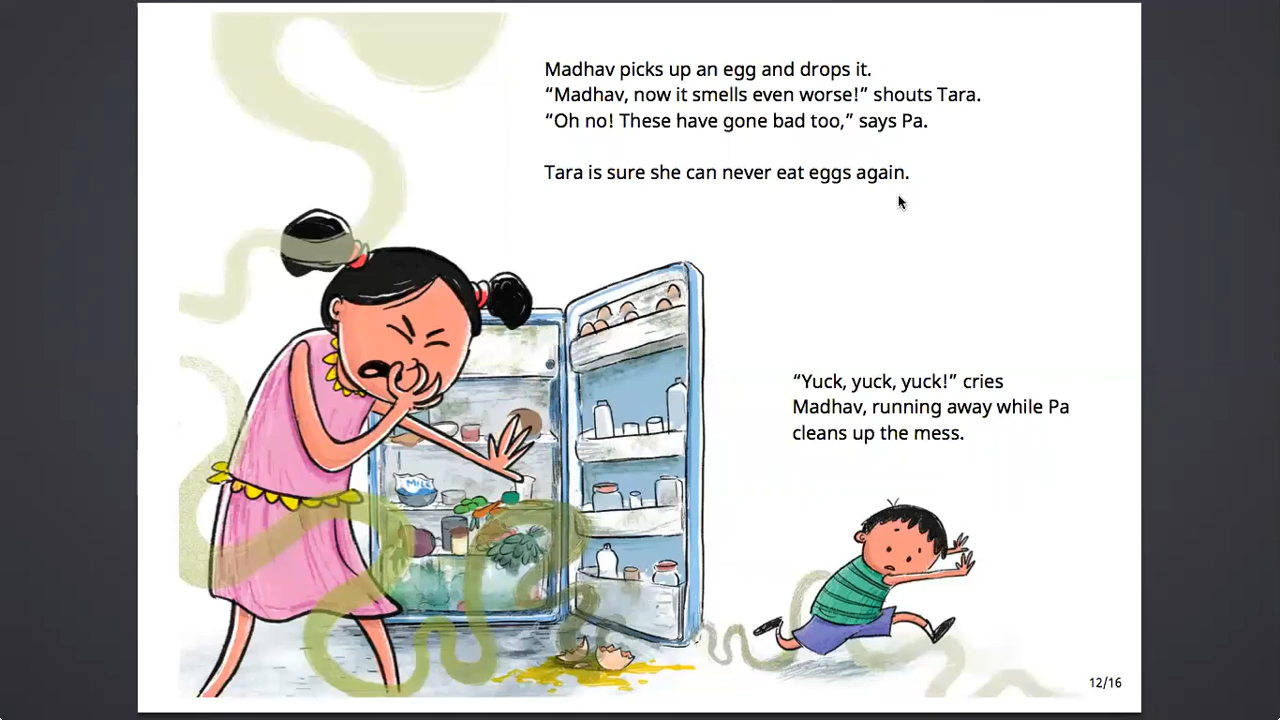 Madhav picks up an egg and drops it.
“Madhav, now it smells even worse!” shouts Tara.
“Oh no! These have gone bad too,” says Pa.
Tara is sure she can never eat eggs again.
“Yuck, yuck, yuck!” cries
Madhav, running away while Pa
cleans up the mess.
MILK
12/16